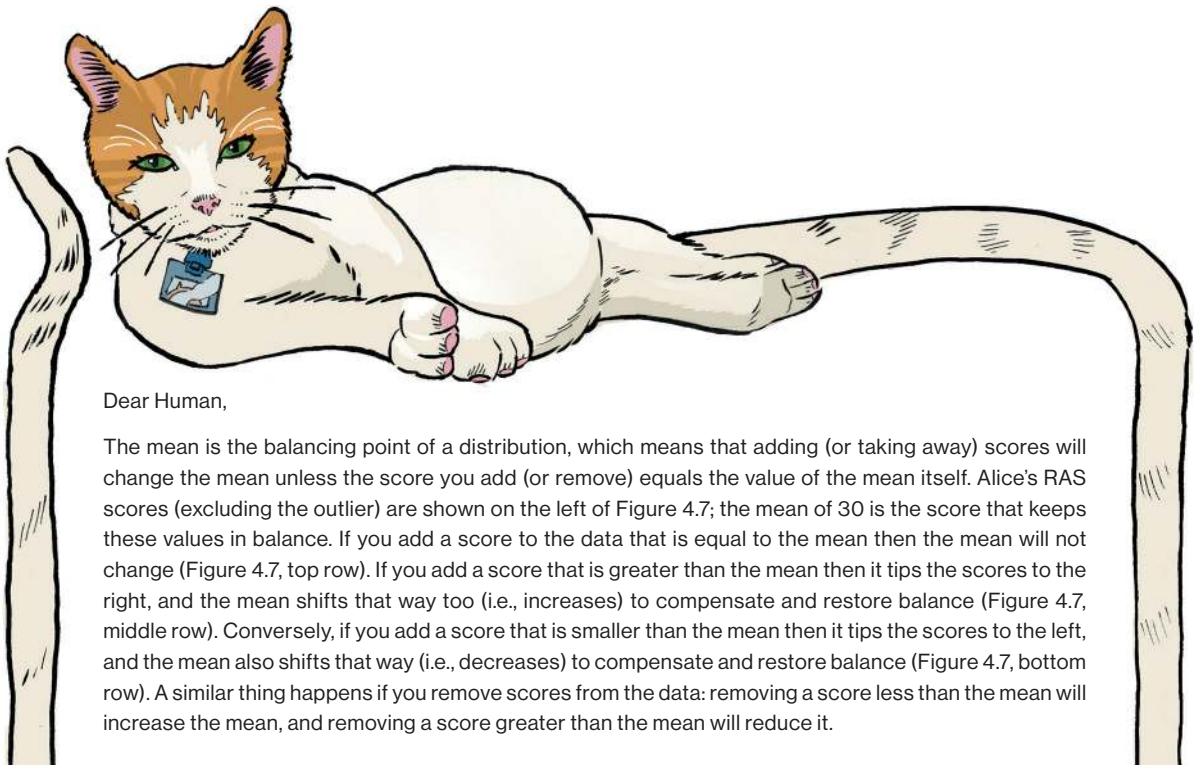 Dear Human,
The mean is the balancing point of a distribution, which means that adding (or taking away) scores will
change the mean unless the score you add (or remove) equals the value of the mean itself. Alice’s RAS
scores (excluding the outlier) are shown on the left of Figure 4.7; the mean of 30 is the score that keeps
these values in balance. If you add a score to the data that is equal to the mean then the mean will not
change (Figure 4.7, top row). If you add a score that is greater than the mean then it tips the scores to the
right, and the mean shifts that way too (i.e., increases) to compensate and restore balance (Figure 4.7,
middle row). Conversely, if you add a score that is smaller than the mean then it tips the scores to the left,
and the mean also shifts that way (i.e., decreases) to compensate and restore balance (Figure 4.7, bottom
row). A similar thing happens if you remove scores from the data: removing a score less than the mean will
increase the mean, and removing a score greater than the mean will reduce it.